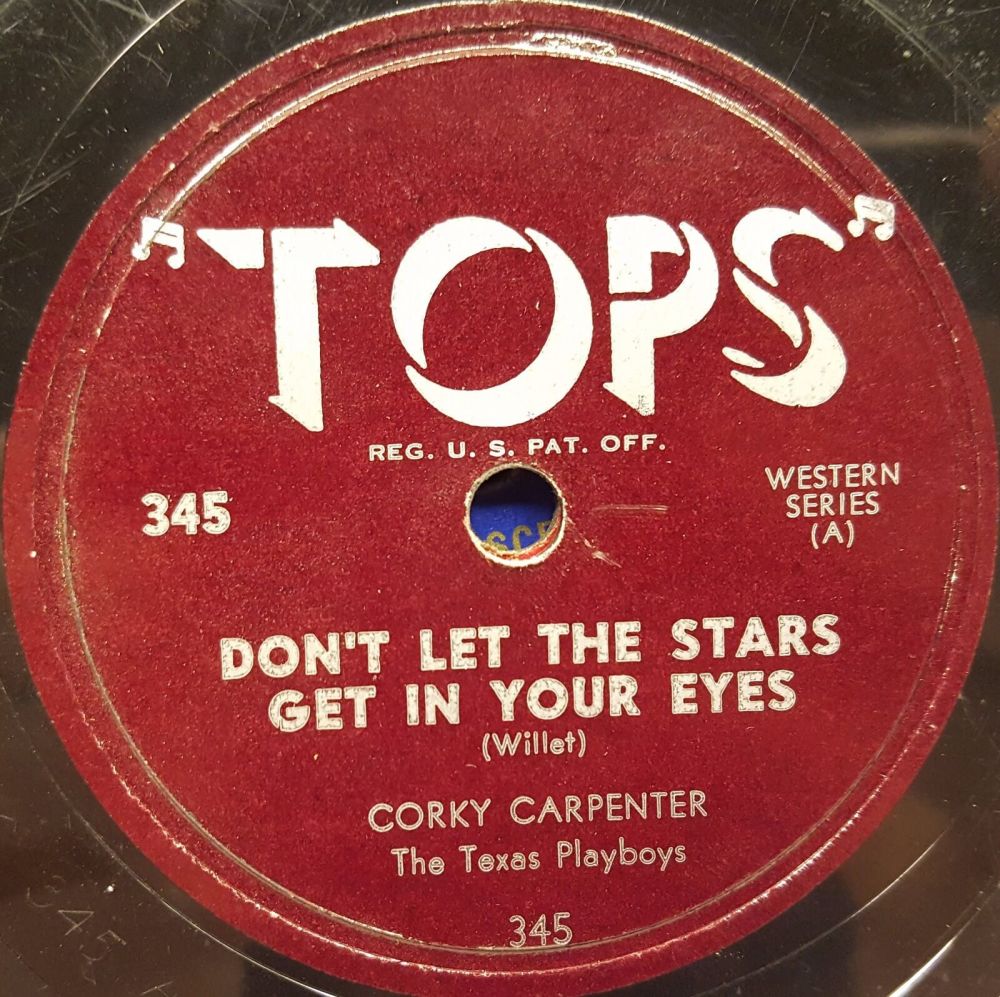 "TOPS"
REG. U. S. PAT. OFF.
345
WESTERN
SERIES
(A)
DON'T LET THE STARS
GET IN YOUR EYES
(Willet)
CORKY CARPENTER
The Texas Playboys
345
345